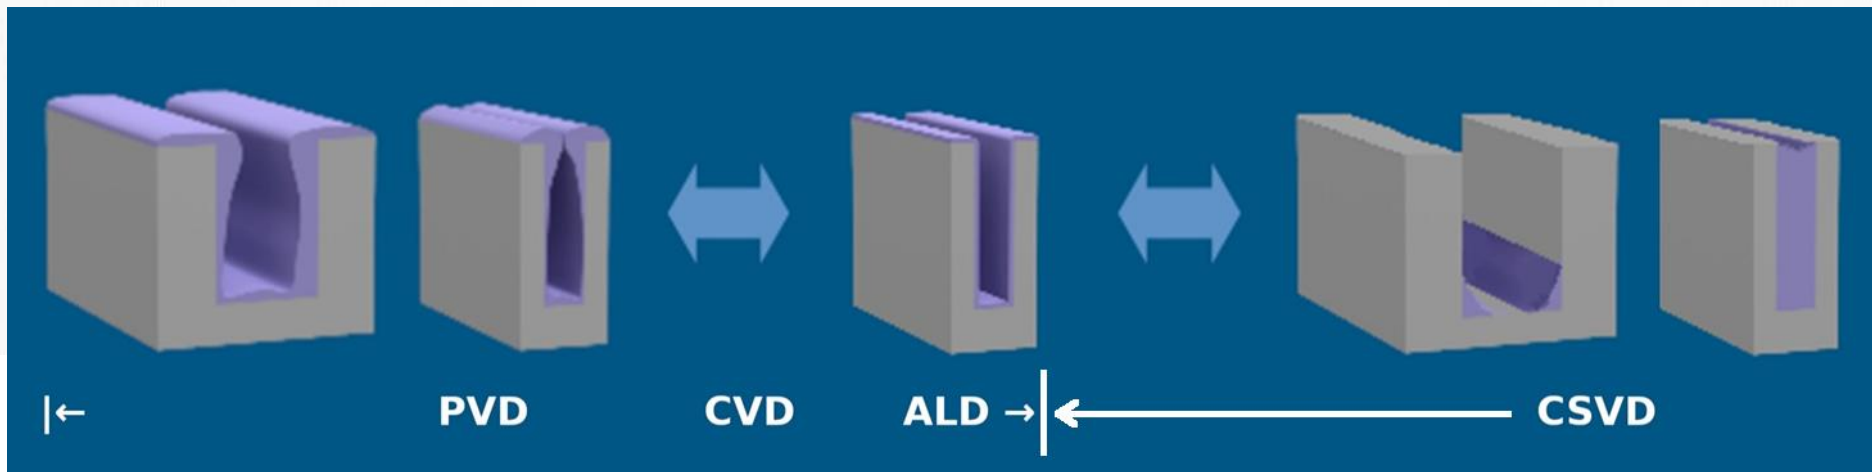 |← PVD CVD ALD →|← CSVD